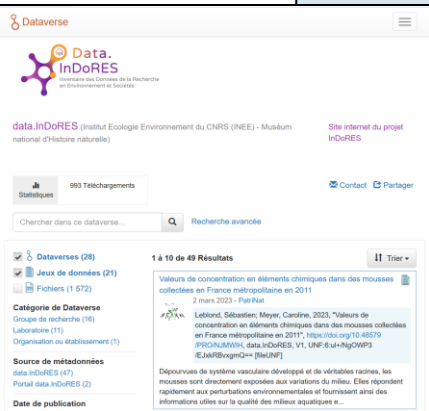 Dataverse
Data.
InDoRES
Inventaire des Données de la Recherche
en Environnement et Sociétés
data.InDoRES (Institut Ecologie Environnement du CNRS (INEE) - Muséum
national d'Histoire naturelle)
Site internet du projet
InDoRES
Statistiques
993 Téléchargements
Contact Partager
Chercher dans ce dataverse...
Recherche avancée
Dataverses (28)
Jeux de données (21)
Fichiers (1 572)
Catégorie de Dataverse
Groupe de recherche (16)
Laboratoire (11)
Organisation ou établissement (1)
Source de métadonnées
data.InDoRES (47)
Portail data.InDoRES (2)
Date de publication
1 à 10 de 49 Résultats
Trier
Valeurs de concentration en éléments chimiques dans des mousses
collectées en France métropolitaine en 2011
2 mars 2023 - PatriNat
Leblond, Sébastien; Meyer, Caroline, 2023, "Valeurs de
concentration en éléments chimiques dans des mousses collectées
en France métropolitaine en 2011", https://doi.org/10.48579
/PRO/NJMWIH, data.InDoRES, V1, UNF:6:ul+/NgOWP3
/EJxkRBvxgmQ== [fileUNF]
Dépourvues de système vasculaire développé et de véritables racines, les
mousses sont directement exposées aux variations du milieu. Elles répondent
rapidement aux perturbations environnementales et fournissent ainsi des
informations utiles sur la qualité des milieux aquatiques e...